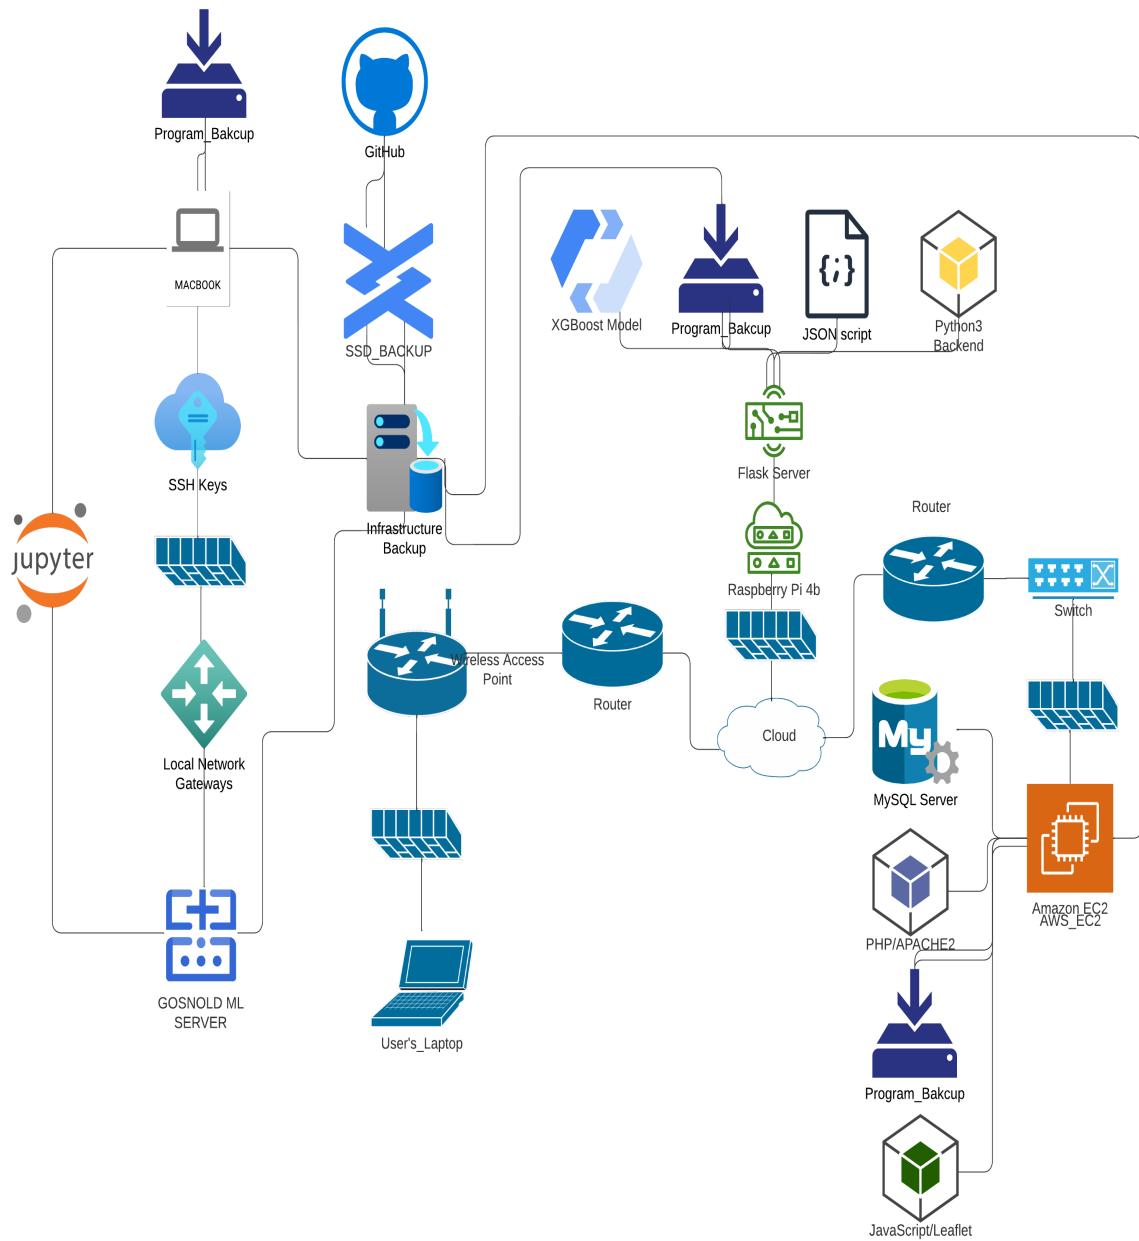 Program_Bakcup
GitHub
MACBOOK
SSD_BACKUP
XGBoost Model
Program_Bakcup
{;}
JSON script
Python3
Backend
SSH Keys
Flask Server
Infrastructure
Backup
Router
jupyter
Raspberry Pi 4b
Switch
Wireless Access
Point
Router
Cloud
Local Network
Gateways
My
MySQL Server
Amazon EC2
AWS_EC2
PHP/APACHE2
GOSNOLD ML
SERVER
User's_Laptop
Program_Bakcup
JavaScript/Leaflet